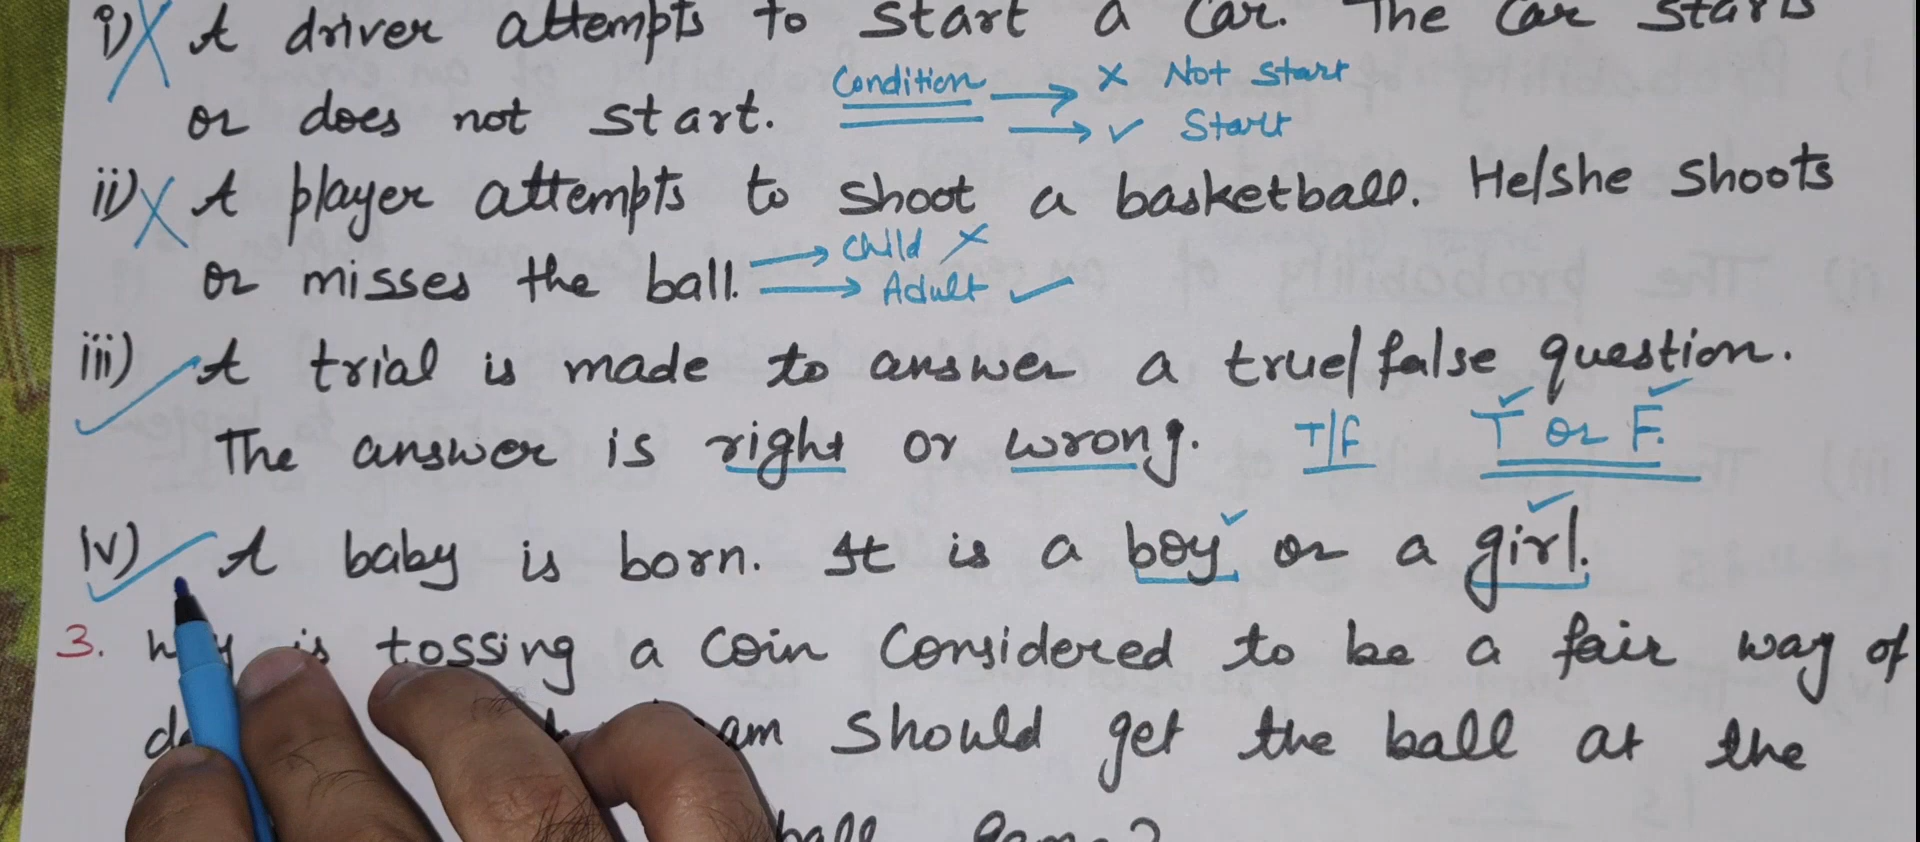 i) A driver attempts to start a car. The car starts
Condition → × Not start
or does not start. → ✓ Start
ii) A player attempts to shoot a basketball. He/she shoots
→ child ×
or misses the ball. → Adult ✓
iii) A trial is made to answer a true/false question.
The answer is right or wrong. T/F T or F.
iv) A baby is born. It is a boy or a girl.
3. is tossing a coin considered to be a fair way of
should get the ball at the